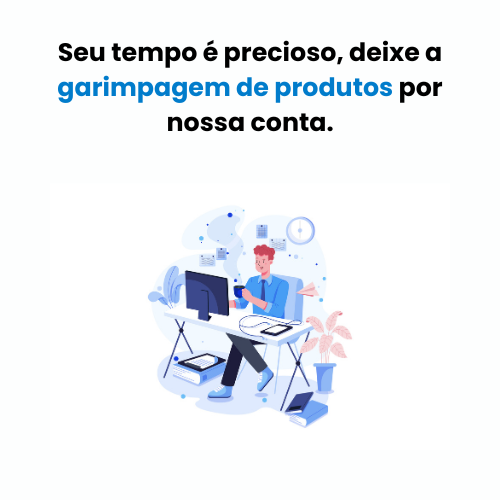 Seu tempo é precioso, deixe a
garimpagem de produtos por
nossa conta.